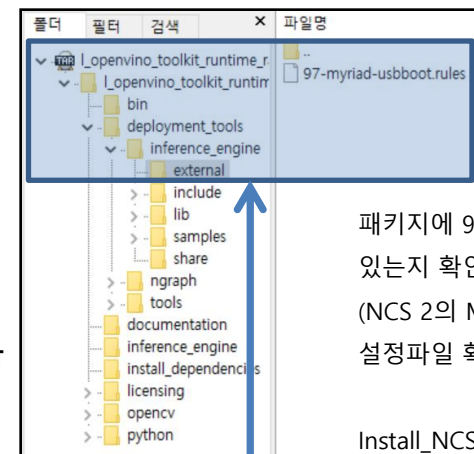 폴더 필터 검색 × 파일명
l_openvino_toolkit_runtime_r
l_openvino_toolkit_runtim
bin
deployment_tools
inference_engine
external
include
lib
samples
share
ngraph
tools
documentation
inference_engine
install_dependencies
licensing
opencv
python
..
97-myriad-usbboot.rules
패키지에 9
있는지 확인
(NCS 2의 M
설정파일 확
Install_NCS